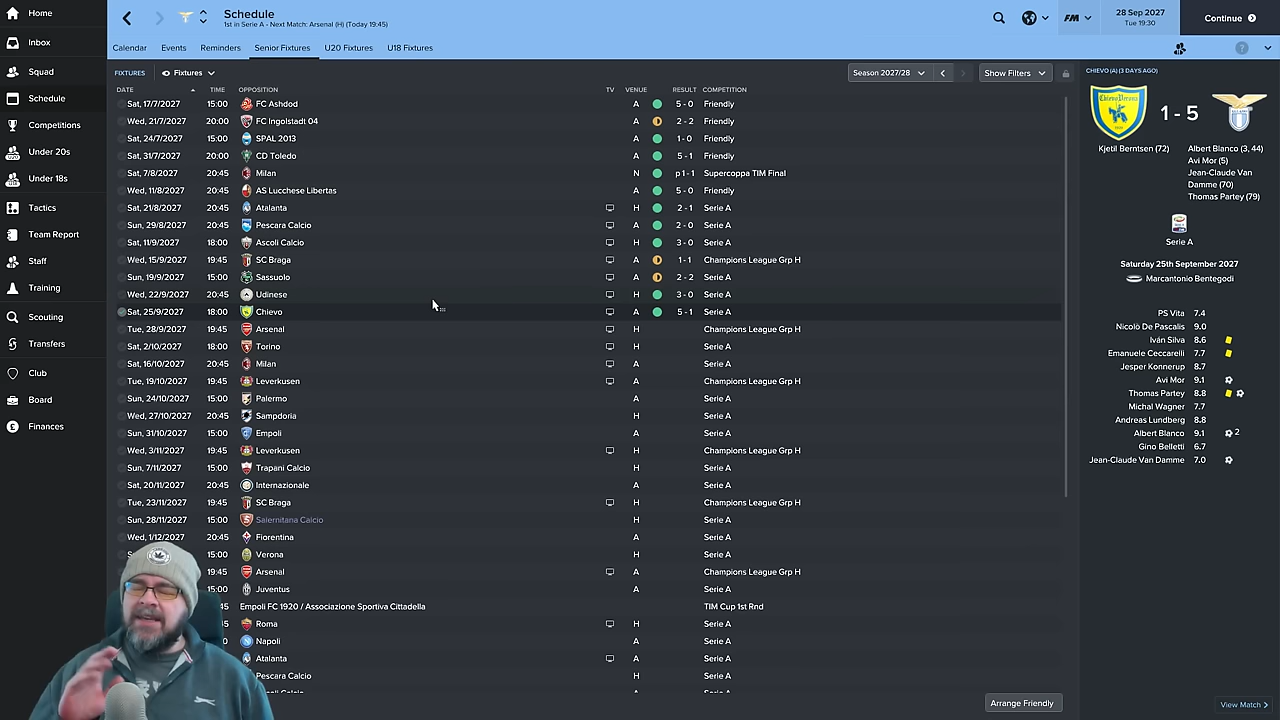 Home
Inbox
Squad
Schedule
Competitions
Under 20s
Under 18s
Tactics
Team Report
Staff
Training
Scouting
Transfers
Club
Board
Finances
Schedule
1st in Serie A - Next Match: Arsenal (H) (Today 19:45)
FM
28 Sep 2027
Tue 19:30
Continue
Calendar Events Reminders Senior Fixtures U20 Fixtures U18 Fixtures
FIXTURES Fixtures Season 2027/28 Show Filters
DATE TIME OPPOSITION TV VENUE RESULT COMPETITION
Sat, 17/7/2027 15:00 FC Ashdod A 5 - 0 Friendly
Wed, 21/7/2027 20:00 FC Ingolstadt 04 A 2 - 2 Friendly
Sat, 24/7/2027 15:00 SPAL 2013 A 1 - 0 Friendly
Sat, 31/7/2027 20:00 CD Toledo A 5 - 1 Friendly
Sat, 7/8/2027 20:45 Milan N p 1 - 1 Supercoppa TIM Final
Wed, 11/8/2027 20:45 AS Lucchese Libertas A 5 - 0 Friendly
Sat, 21/8/2027 20:45 Atalanta H 2 - 1 Serie A
Sun, 29/8/2027 20:45 Pescara Calcio A 2 - 0 Serie A
Sat, 11/9/2027 18:00 Ascoli Calcio H 3 - 0 Serie A
Wed, 15/9/2027 19:45 SC Braga A 1 - 1 Champions League Grp H
Sun, 19/9/2027 15:00 Sassuolo A 2 - 2 Serie A
Wed, 22/9/2027 20:45 Udinese H 3 - 0 Serie A
Sat, 25/9/2027 18:00 Chievo A 5 - 1 Serie A
Tue, 28/9/2027 19:45 Arsenal H Champions League Grp H
Sat, 2/10/2027 18:00 Torino H Serie A
Sat, 16/10/2027 20:45 Milan A Serie A
Tue, 19/10/2027 19:45 Leverkusen A Champions League Grp H
Sun, 24/10/2027 15:00 Palermo A Serie A
Wed, 27/10/2027 20:45 Sampdoria H Serie A
Sun, 31/10/2027 15:00 Empoli A Serie A
Wed, 3/11/2027 19:45 Leverkusen H Champions League Grp H
Sun, 7/11/2027 15:00 Trapani Calcio H Serie A
Sat, 20/11/2027 20:45 Internazionale A Serie A
Tue, 23/11/2027 19:45 SC Braga H Champions League Grp H
Sun, 28/11/2027 15:00 Salernitana Calcio H Serie A
Wed, 1/12/2027 20:45 Fiorentina A Serie A
15:00 Verona H Serie A
19:45 Arsenal A Champions League Grp H
15:00 Juventus A Serie A
Empoli FC 1920 / Associazione Sportiva Cittadella TIM Cup 1st Rnd
Roma H Serie A
Napoli A Serie A
Atalanta A Serie A
Pescara Calcio H Serie A
Arrange Friendly
CHIEVO (A) (3 DAYS AGO)
1 - 5
Kjetil Berntsen (72)
Albert Blanco (3, 44)
Avi Mor (5)
Jean-Claude Van
Damme (70)
Thomas Partey (79)
Serie A
Saturday 25th September 2027
Marcantonio Bentegodi
PS Vita 7.4
Nicolò De Pascalis 9.0
Iván Silva 8.6
Emanuele Ceccarelli 7.7
Jesper Konnerup 8.7
Avi Mor 9.1
Thomas Partey 8.8
Michal Wagner 7.7
Andreas Lundberg 8.8
Albert Blanco 9.1 2
Gino Belletti 6.7
Jean-Claude Van Damme 7.0
View Match